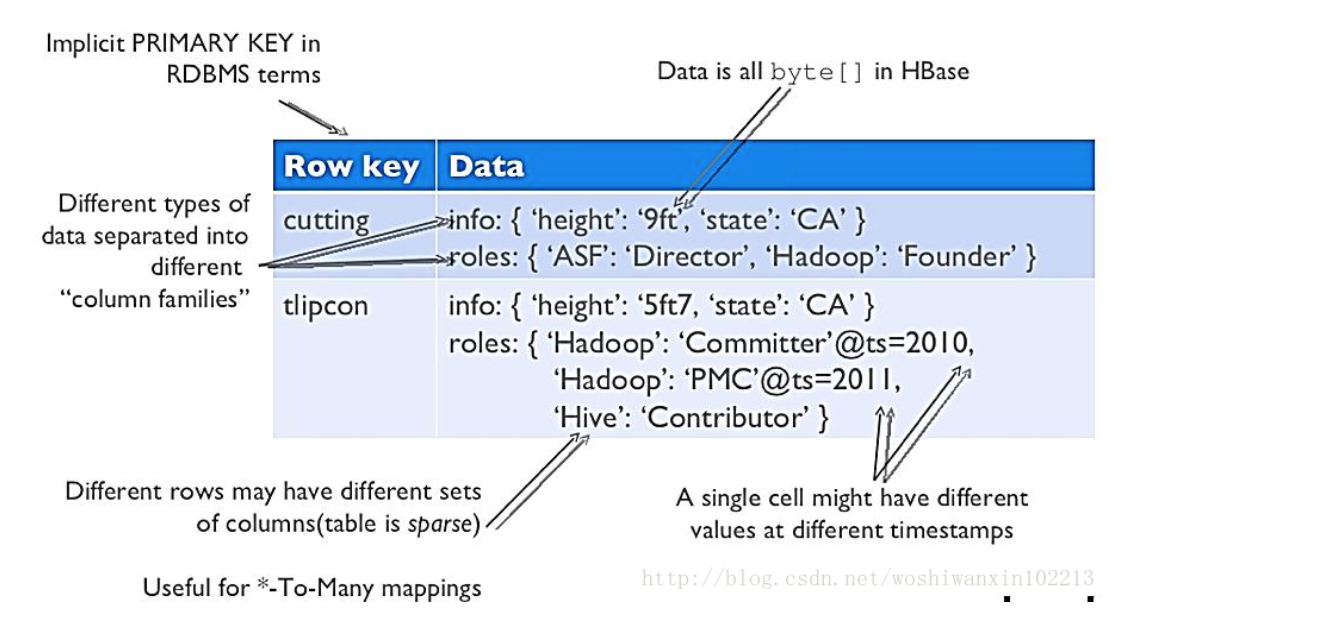 Implicit PRIMARY KEY in
RDBMS terms
Data is all byte[] in HBase
Row key Data
Different types of
data separated into
different
“column families”
cutting
info: { ‘height’: ‘9ft’, ‘state’: ‘CA’ }
roles: { ‘ASF’: ‘Director’, ‘Hadoop’: ‘Founder’ }
tlipcon
info: { ‘height’: ‘5ft7, ‘state’: ‘CA’ }
roles: { ‘Hadoop’: ‘Committer’@ts=2010,
‘Hadoop’: ‘PMC’@ts=2011,
‘Hive’: ‘Contributor’ }
Different rows may have different sets
of columns(table is sparse)
A single cell might have different
values at different timestamps
Useful for *-To-Many mappings
http://blog.csdn.net/woshiwanxin102213